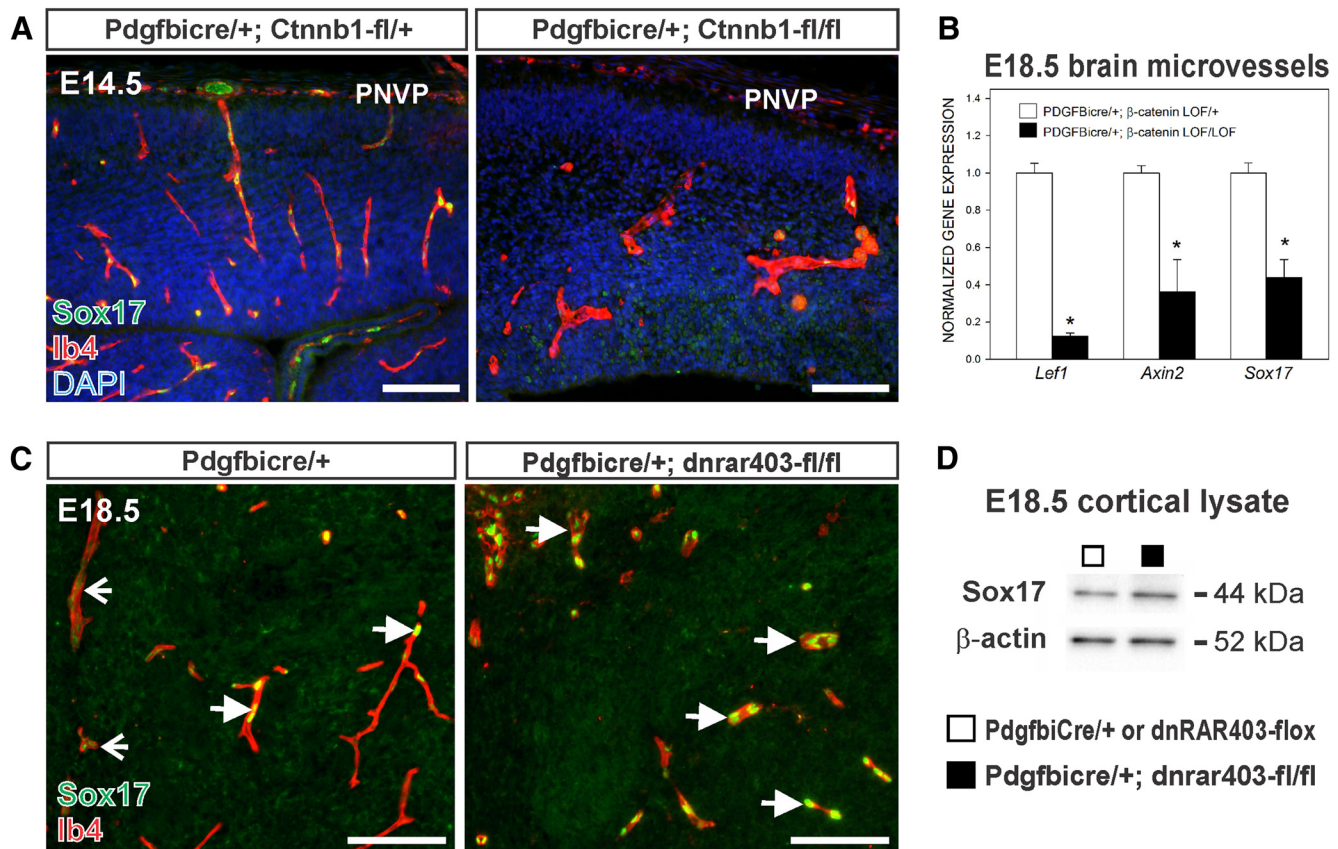 A
Pdgfbicre/+; Ctnnb1-fl/+
Pdgfbicre/+; Ctnnb1-fl/fl
E14.5
PNVP
PNVP
Sox17
Ib4
DAPI
B
E18.5 brain microvessels
NORMALIZED GENE EXPRESSION
PDGFBicre/+; β-catenin LOF/+
PDGFBicre/+; β-catenin LOF/LOF
1.4
1.2
1.0
0.8
0.6
0.4
0.2
0.0
*
*
*
Lef1
Axin2
Sox17
C
Pdgfbicre/+
Pdgfbicre/+; dnrar403-fl/fl
E18.5
Sox17
Ib4
D
E18.5 cortical lysate
Sox17
- 44 kDa
β-actin
- 52 kDa
PdgfbiCre/+ or dnRAR403-flox
Pdgfbicre/+; dnrar403-fl/fl